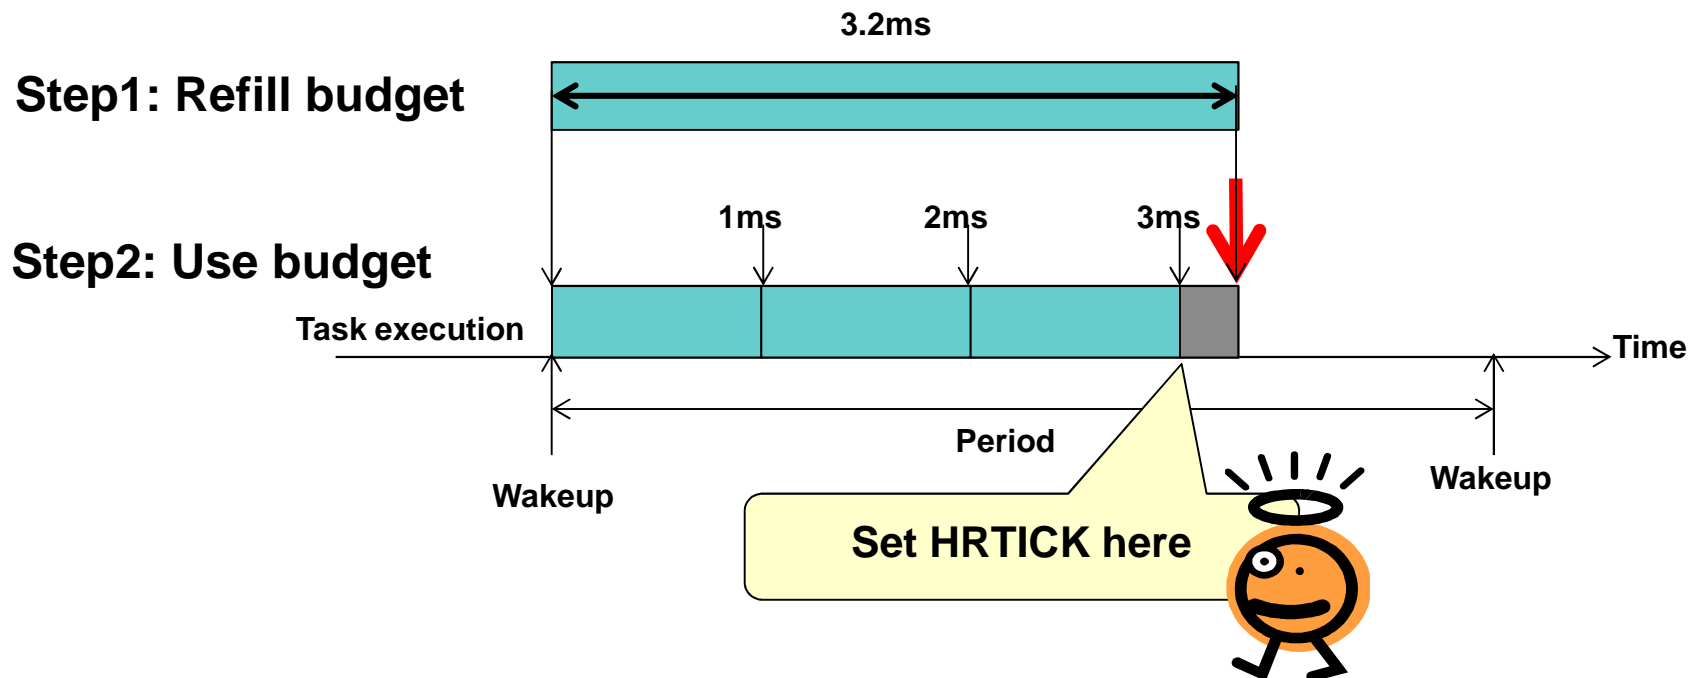 3.2ms
Step1: Refill budget
1ms
2ms
3ms
Step2: Use budget
Task execution
Time
Period
Wakeup
Wakeup
Set HRTICK here